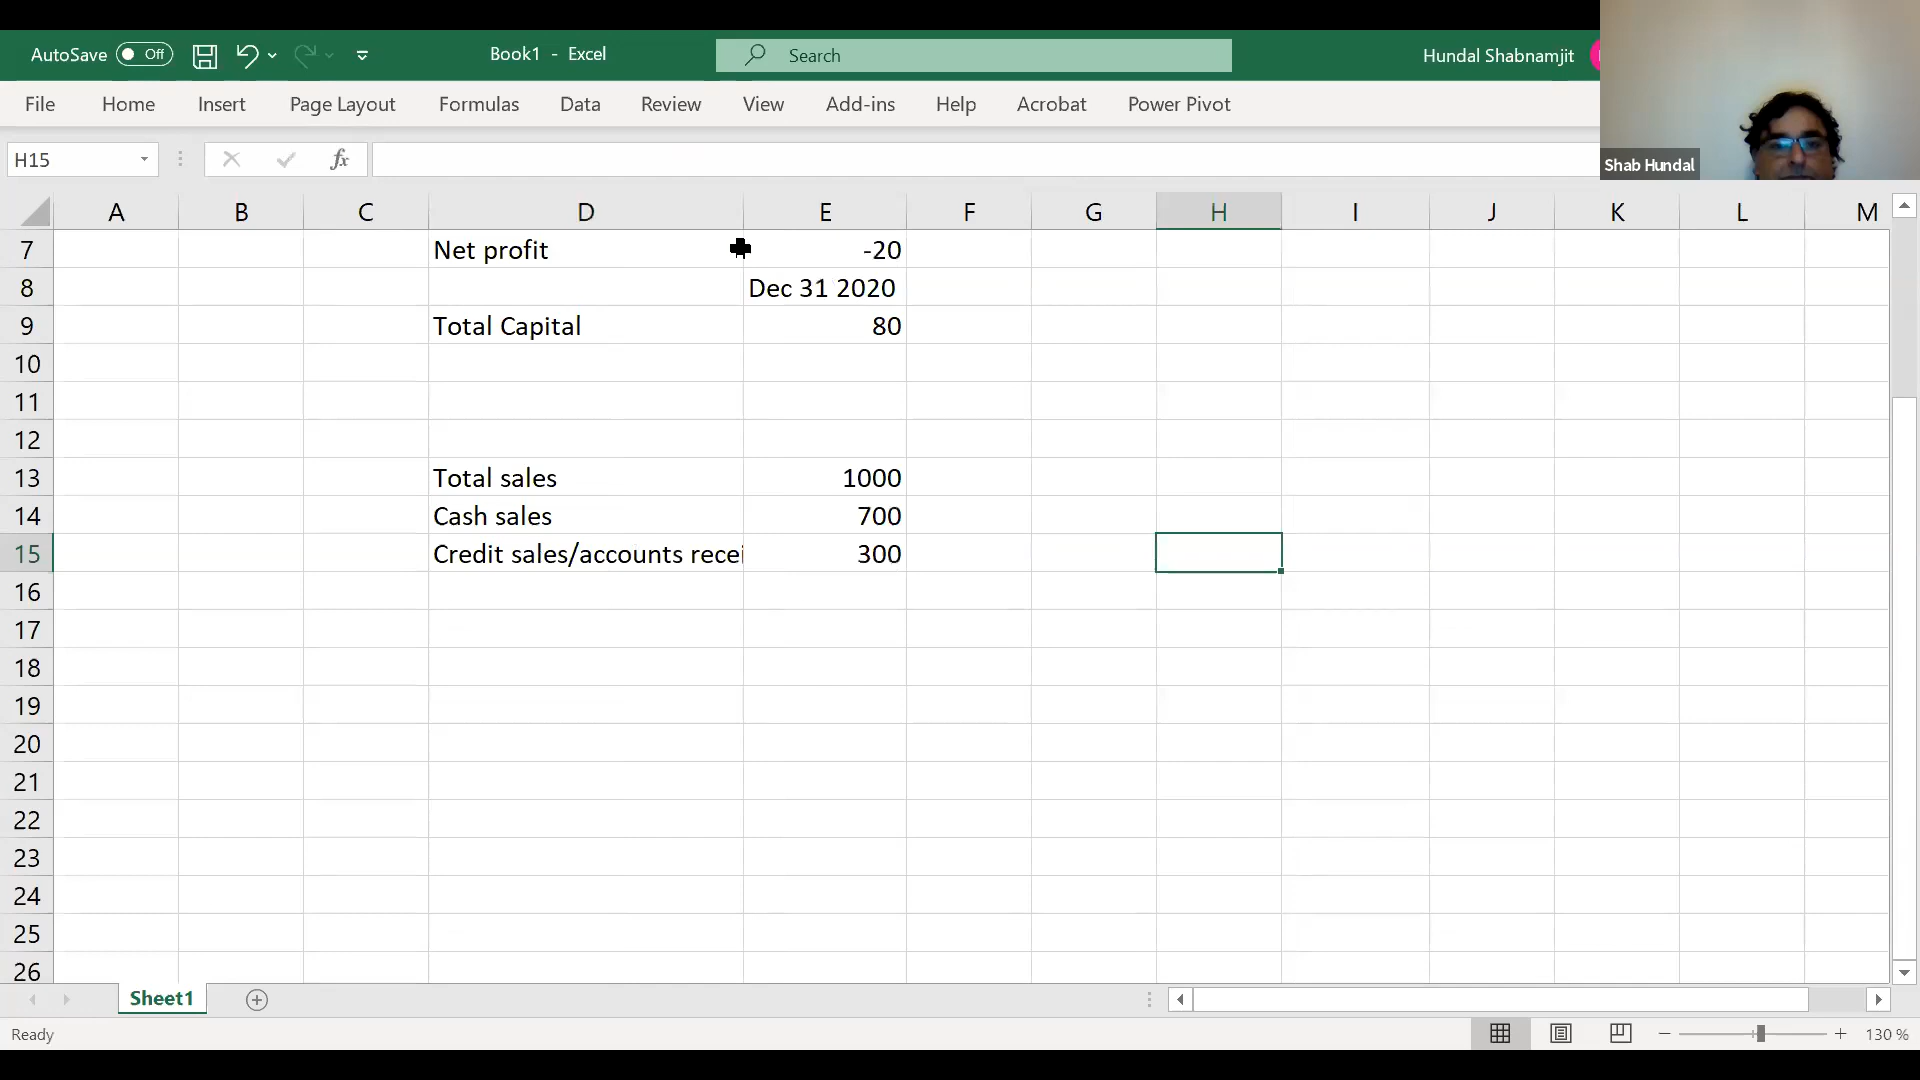 AutoSave Off Book1 - Excel Search Hundal Shabnamjit
File Home Insert Page Layout Formulas Data Review View Add-ins Help Acrobat Power Pivot
H15 fx
Shab Hundal
A B C D E F G H I J K L M
7 Net profit -20
8 Dec 31 2020
9 Total Capital 80
10
11
12
13 Total sales 1000
14 Cash sales 700
15 Credit sales/accounts recei 300
16
17
18
19
20
21
22
23
24
25
26
Sheet1
Ready 130 %